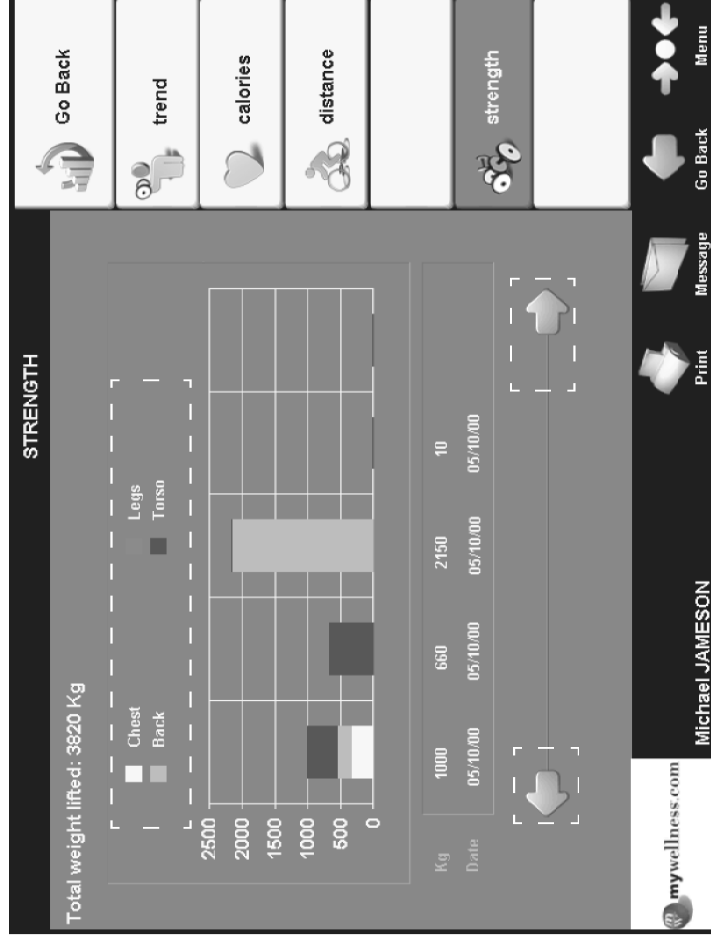 STRENGTH
Total weight lifted: 3820 Kg
Chest
Legs
Back
Torso
2500
2000
1500
1000
500
0
Kg 1000 660 2150 10
Date 05/10/00 05/10/00 05/10/00 05/10/00
Go Back
trend
calories
distance
strength
mywellness.com
Michael JAMESON
Print
Message
Go Back
Menu